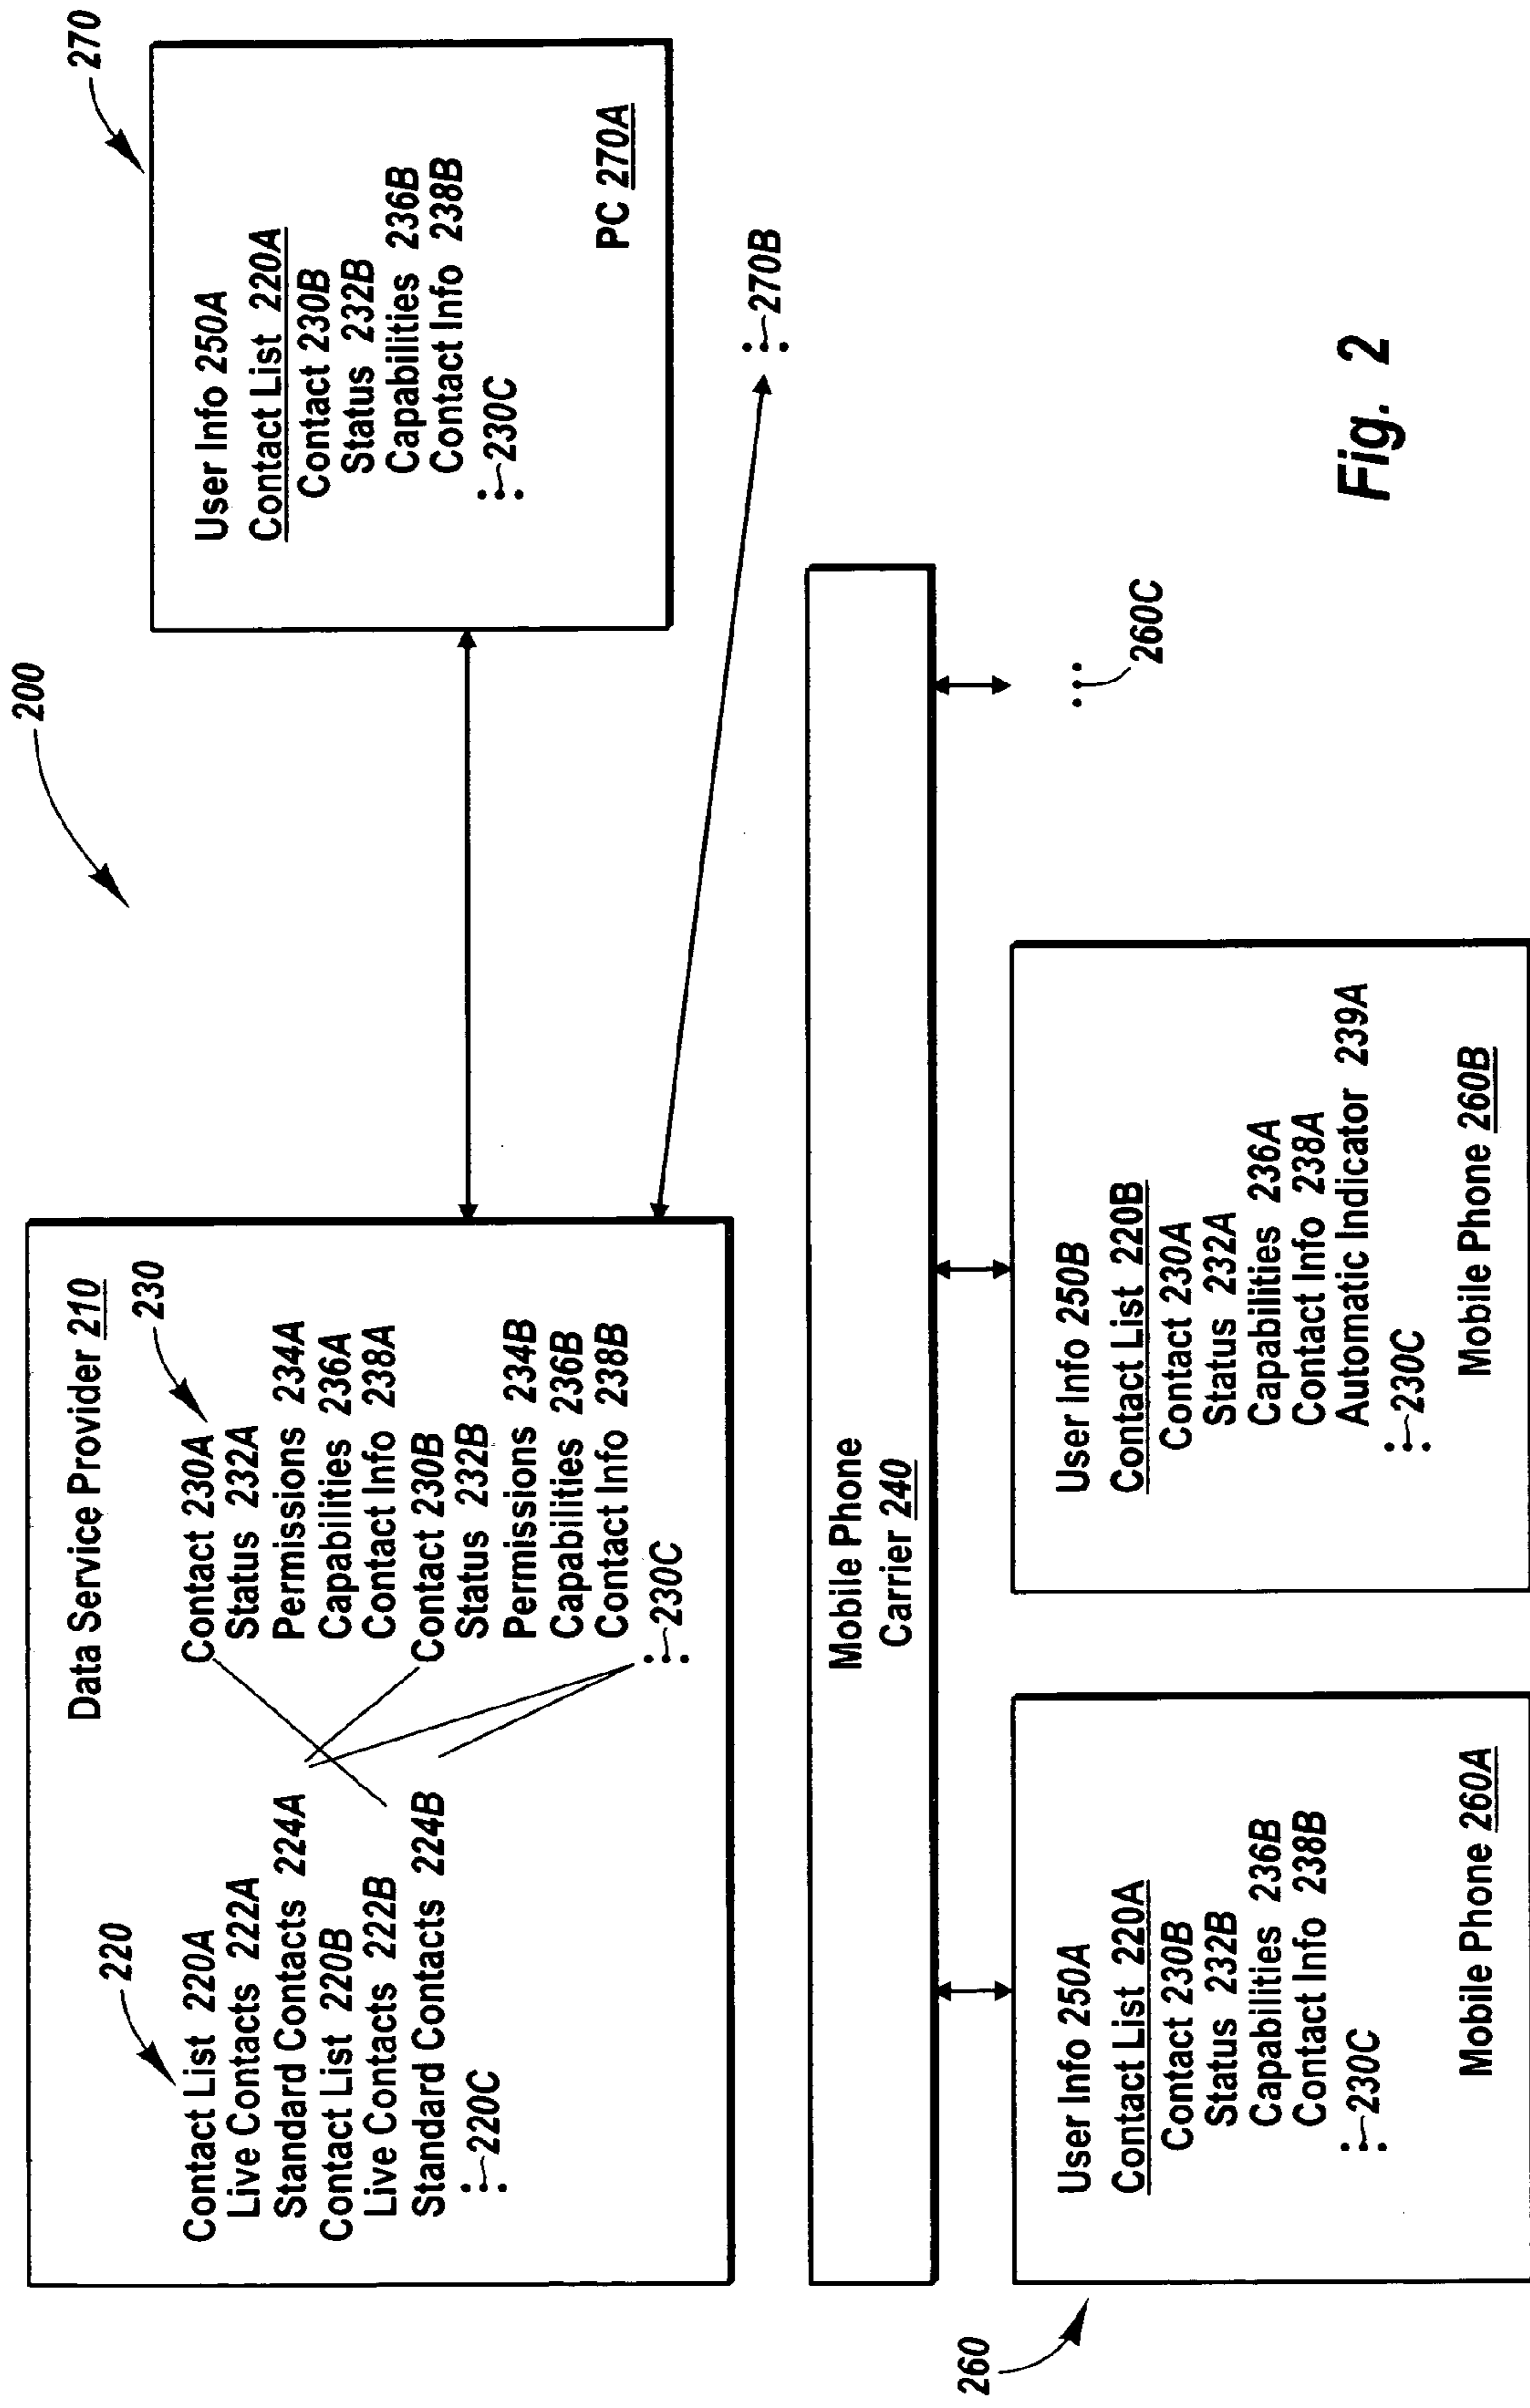 200
Data Service Provider 210
220
Contact List 220A
Live Contacts 222A
Standard Contacts 224A
Contact List 220B
Live Contacts 222B
Standard Contacts 224B
220C
230
Contact 230A
Status 232A
Permissions 234A
Capabilities 236A
Contact Info 238A
Contact 230B
Status 232B
Permissions 234B
Capabilities 236B
Contact Info 238B
230C
270
User Info 250A
Contact List 220A
Contact 230B
Status 232B
Capabilities 236B
Contact Info 238B
230C
PC 270A
270B
Mobile Phone
Carrier 240
260
User Info 250A
Contact List 220A
Contact 230B
Status 232B
Capabilities 236B
Contact Info 238B
230C
Mobile Phone 260A
User Info 250B
Contact List 220B
Contact 230A
Status 232A
Capabilities 236A
Contact Info 238A
Automatic Indicator 239A
230C
Mobile Phone 260B
260C
Fig. 2